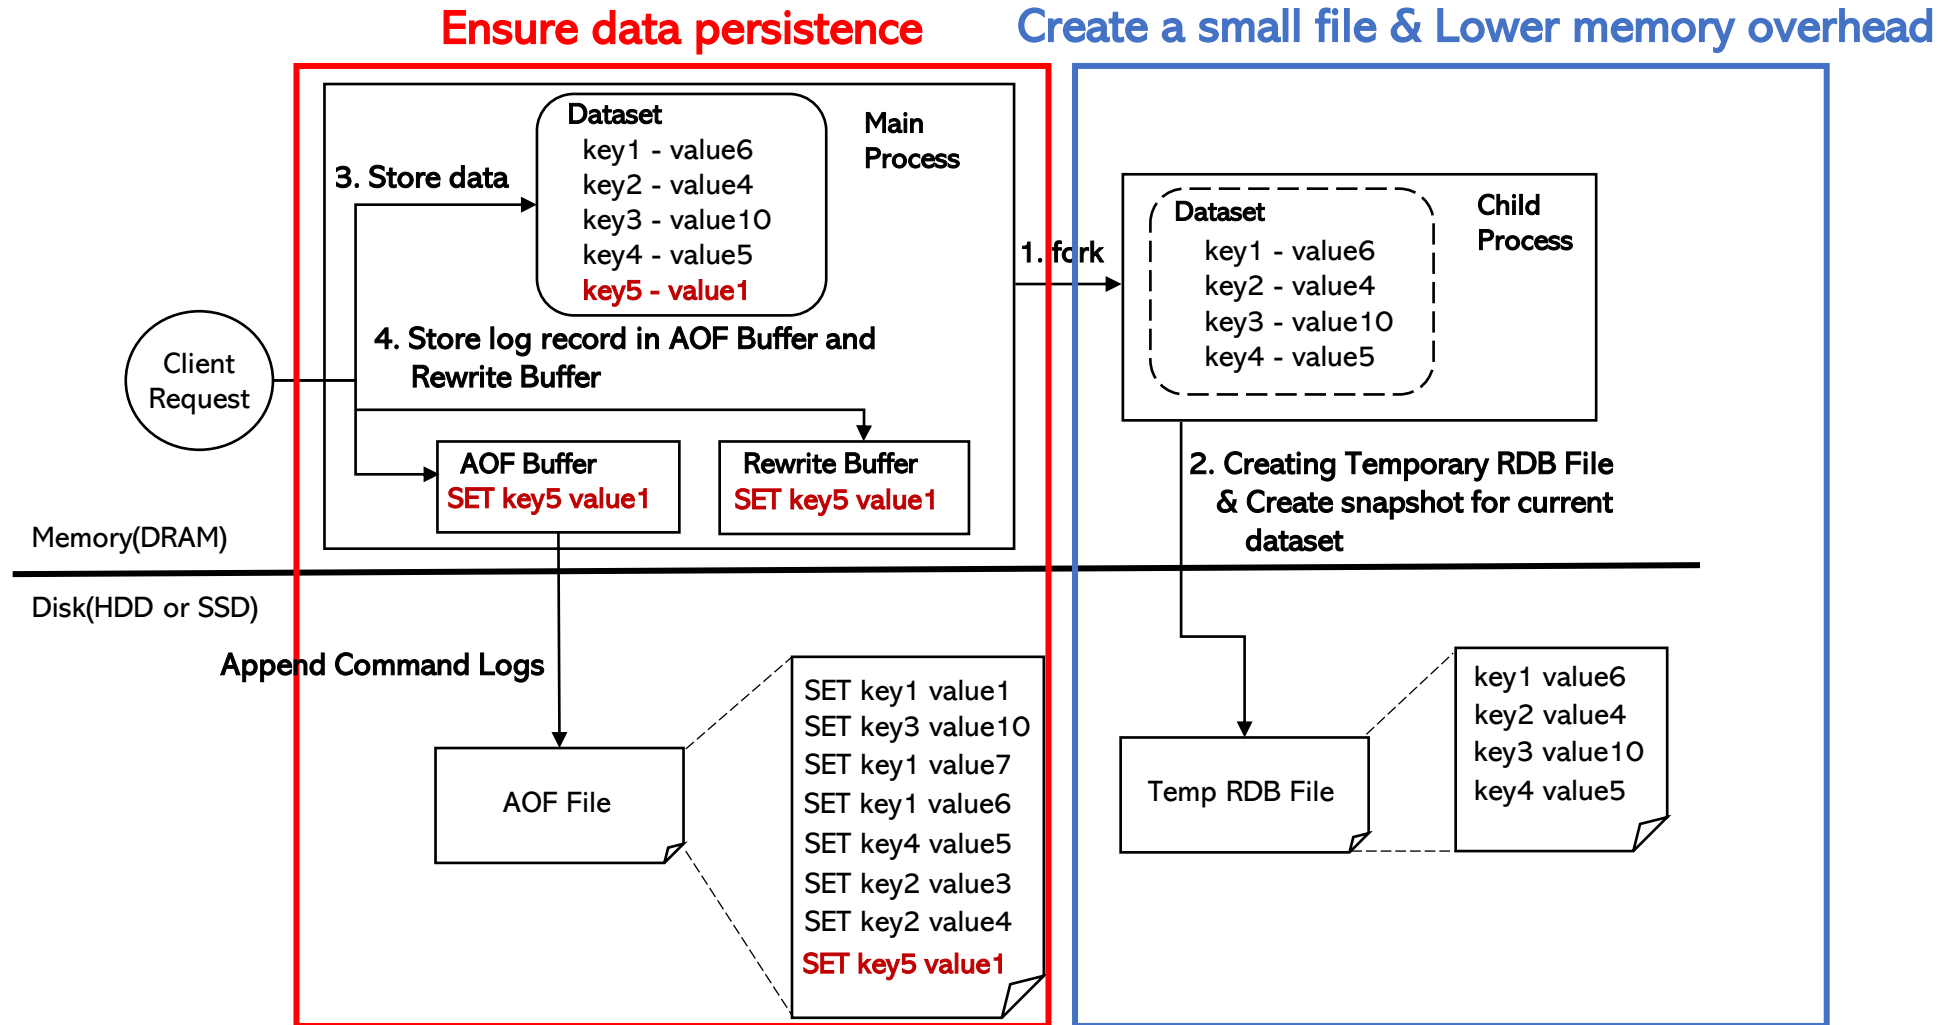 Ensure data persistence
Create a small file & Lower memory overhead
Dataset
key1 - value6
key2 - value4
key3 - value10
key4 - value5
key5 - value1
Main
Process
3. Store data
4. Store log record in AOF Buffer and
Rewrite Buffer
Client
Request
AOF Buffer
SET key5 value1
Rewrite Buffer
SET key5 value1
1. fork
Dataset
key1 - value6
key2 - value4
key3 - value10
key4 - value5
Child
Process
2. Creating Temporary RDB File
& Create snapshot for current
dataset
Memory(DRAM)
Disk(HDD or SSD)
Append Command Logs
AOF File
SET key1 value1
SET key3 value10
SET key1 value7
SET key1 value6
SET key4 value5
SET key2 value3
SET key2 value4
SET key5 value1
Temp RDB File
key1 value6
key2 value4
key3 value10
key4 value5